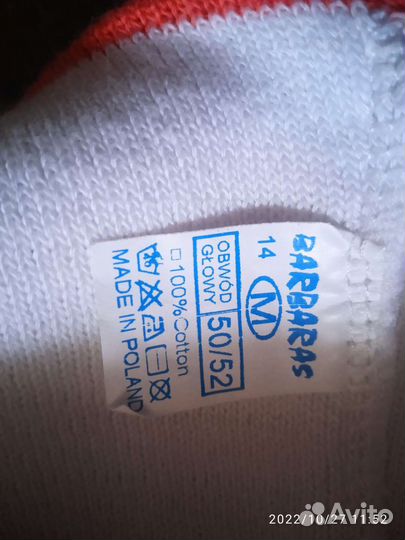 BARBARAS
14 M
OBWÓD
GŁOWY 50/52
□ 100% Cotton
MADE IN POLAND
2022/10/27 11:52
Avito